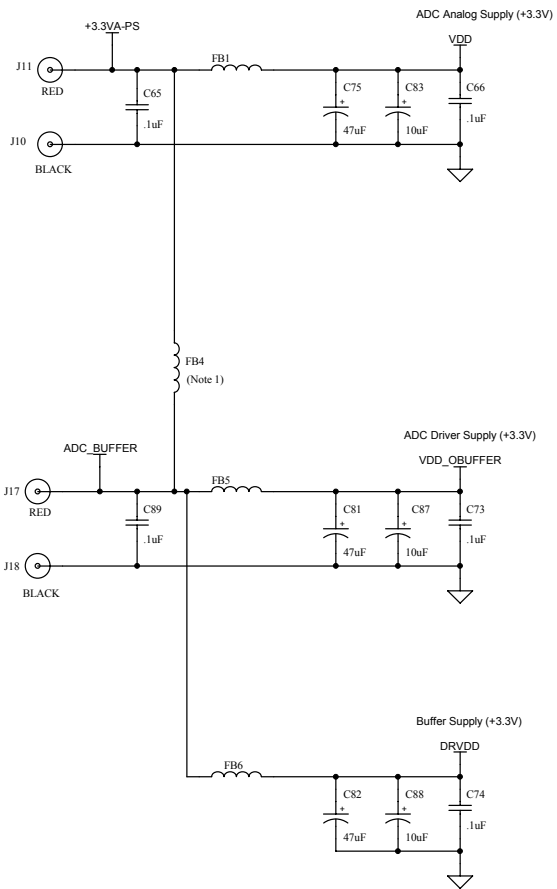 ADC Analog Supply (+3.3V)
+3.3VA-PS
VDD
J11
FB1
RED
C65
C75
C83
C66
+
+
.1uF
47uF
10uF
.1uF
J10
BLACK
FB4
(Note 1)
ADC Driver Supply (+3.3V)
ADC_BUFFER
VDD_OBUFFER
J17
FB5
RED
C89
C81
C87
C73
+
+
.1uF
47uF
10uF
.1uF
J18
BLACK
Buffer Supply (+3.3V)
DRVDD
FB6
C82
C88
C74
+
+
47uF
10uF
.1uF